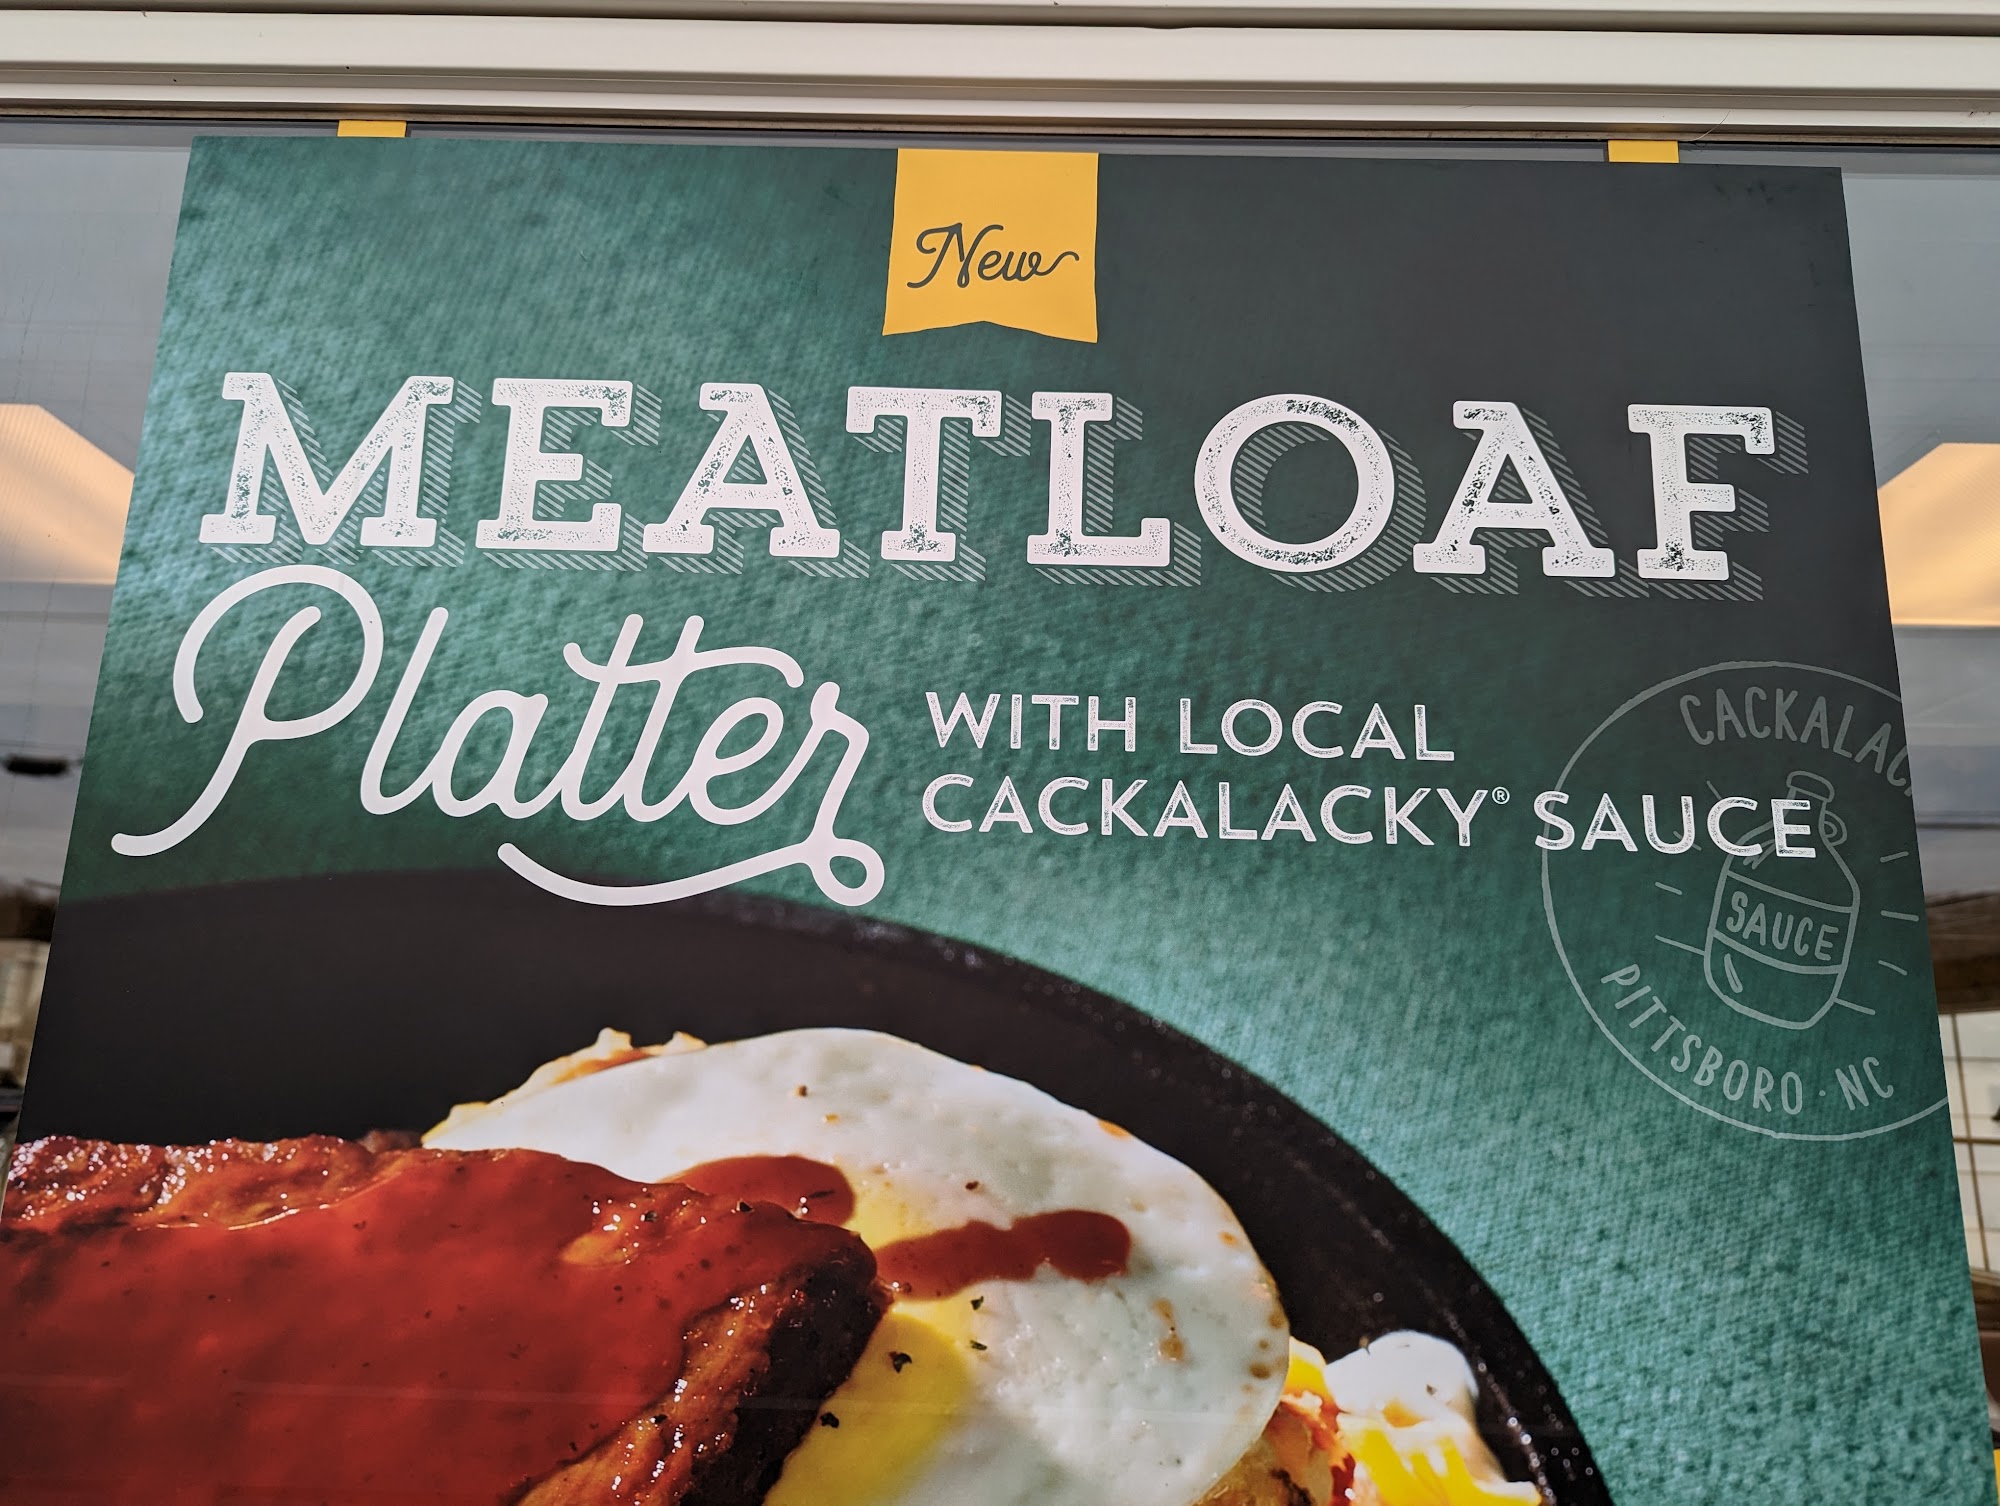 New
MEATLOAF
Platter
WITH LOCAL
CACKALACKY® SAUCE
SAUCE
PITTSBORO · NC